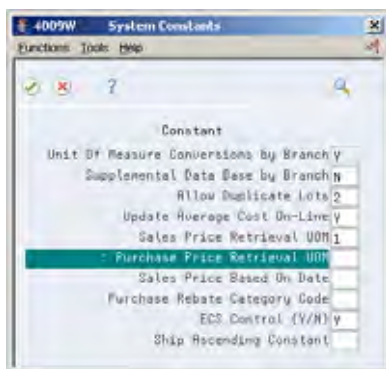 4009W System Constants
Functions Tools Help
?
Constant
Unit Of Measure Conversions by Branch Y
Supplemental Data Base by Branch N
Allow Duplicate Lots 2
Update Average Cost On-Line Y
Sales Price Retrieval UOM 1
: Purchase Price Retrieval UOM
Sales Price Based On Date
Purchase Rebate Category Code
ECS Control (Y/N) Y
Ship Ascending Constant